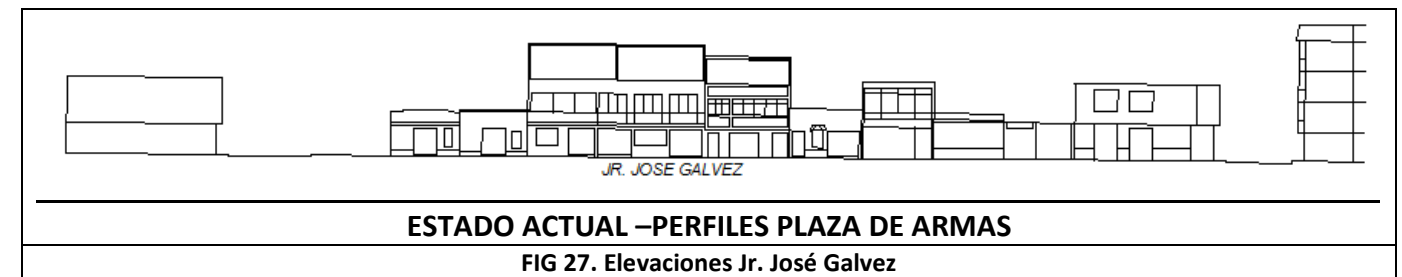 JR. JOSE GALVEZ
ESTADO ACTUAL –PERFILES PLAZA DE ARMAS
FIG 27. Elevaciones Jr. José Galvez